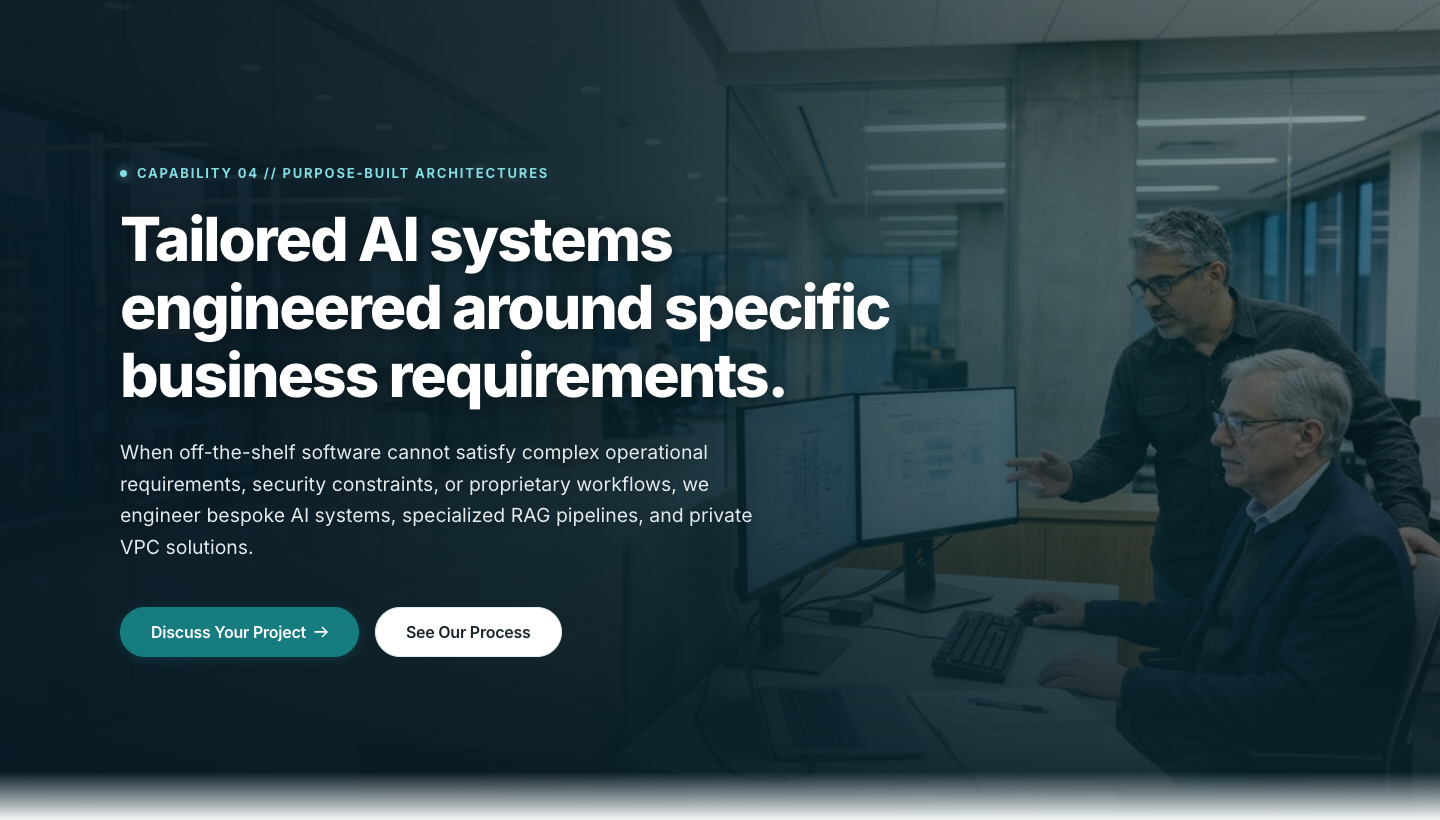 CAPABILITY 04 // PURPOSE-BUILT ARCHITECTURES
Tailored AI systems
engineered around specific
business requirements.
When off-the-shelf software cannot satisfy complex operational
requirements, security constraints, or proprietary workflows, we
engineer bespoke AI systems, specialized RAG pipelines, and private
VPC solutions.
Discuss Your Project →
See Our Process